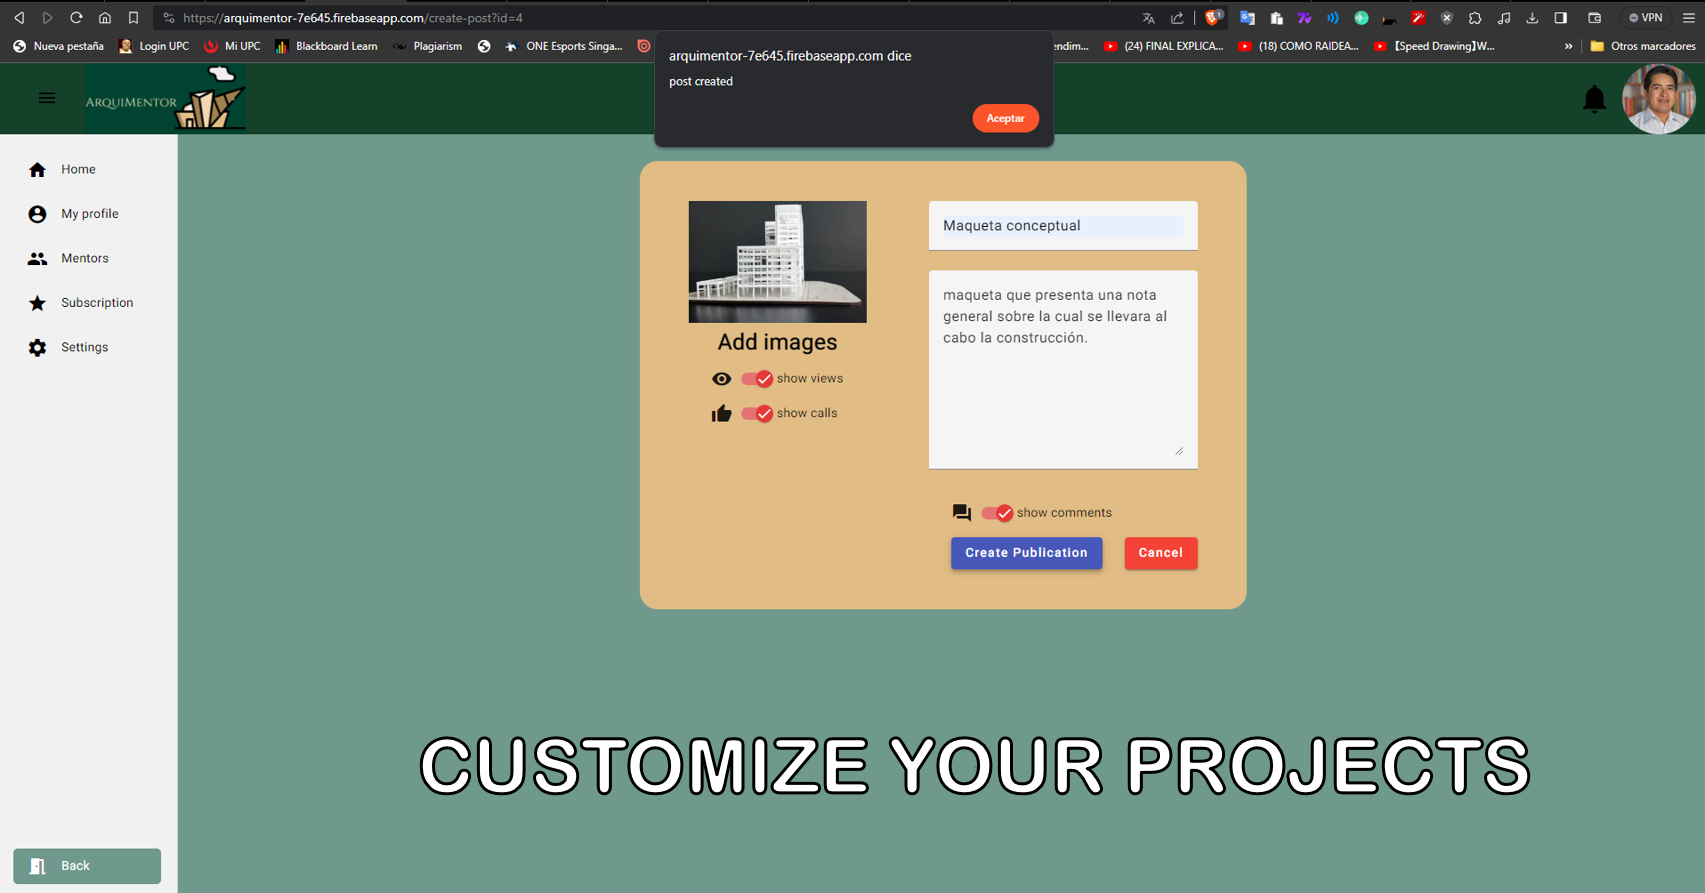 https://arquimentor-7e645.firebaseapp.com/create-post?id=4
1
VPN
Nueva pestaña
Login UPC
Mi UPC
Blackboard Learn
Plagiarism
ONE Esports Singa...
endim...
(24) FINAL EXPLICA...
(18) COMO RAIDEA...
【Speed Drawing】W...
»
Otros marcadores
arquimentor-7e645.firebaseapp.com dice
post created
Aceptar
ARQUIMENTOR
Home
My profile
Mentors
Subscription
Settings
Add images
show views
show calls
Maqueta conceptual
maqueta que presenta una nota
general sobre la cual se llevara al
cabo la construcción.
show comments
Create Publication
Cancel
CUSTOMIZE YOUR PROJECTS
Back